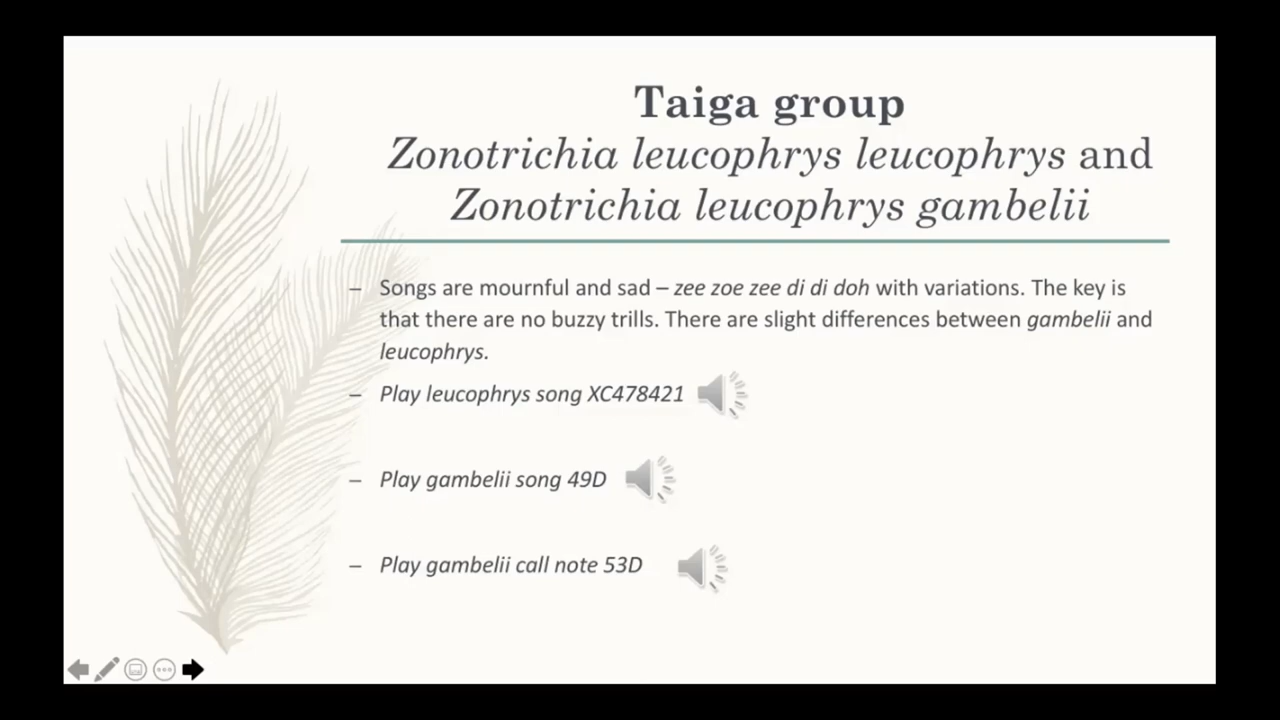 Taiga group
Zonotrichia leucophrys leucophrys and
Zonotrichia leucophrys gambelii
– Songs are mournful and sad – zee zoe zee di di doh with variations. The key is
that there are no buzzy trills. There are slight differences between gambelii and
leucophrys.
– Play leucophrys song XC478421
– Play gambelii song 49D
– Play gambelii call note 53D